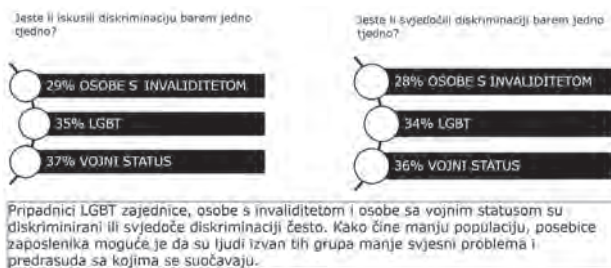 Jeste li iskusili diskriminaciju barem jedno
tjedno?
29% OSOBE S INVALIDITETOM
35% LGBT
37% VOJNI STATUS
Jeste li svjedočili diskriminaciji barem jedno
tjedno?
28% OSOBE S INVALIDITETOM
34% LGBT
36% VOJNI STATUS
Pripadnici LGBT zajednice, osobe s invaliditetom i osobe sa vojnim statusom su
diskriminirani ili svjedoče diskriminaciji često. Kako čine manju populaciju, posebice
zaposlenika moguće je da su ljudi izvan tih grupa manje svjesni problema i
predrasuda sa kojima se suočavaju.